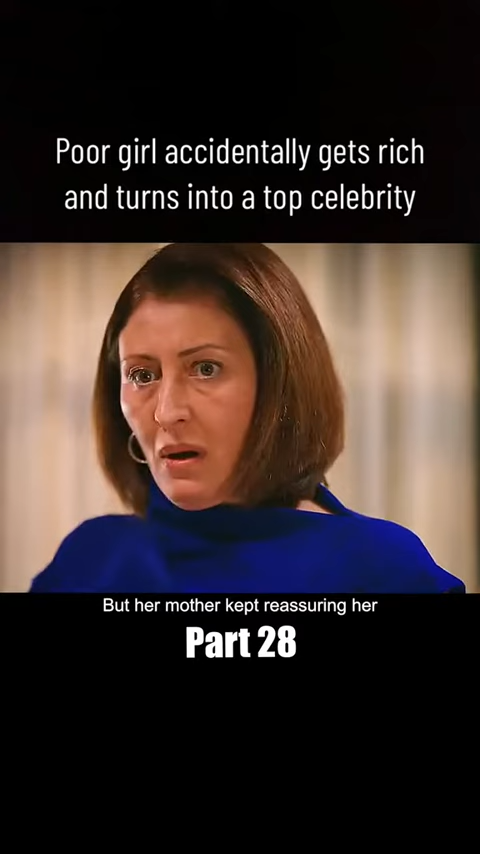 Poor girl accidentally gets rich
and turns into a top celebrity
But her mother kept reassuring her
Part 28